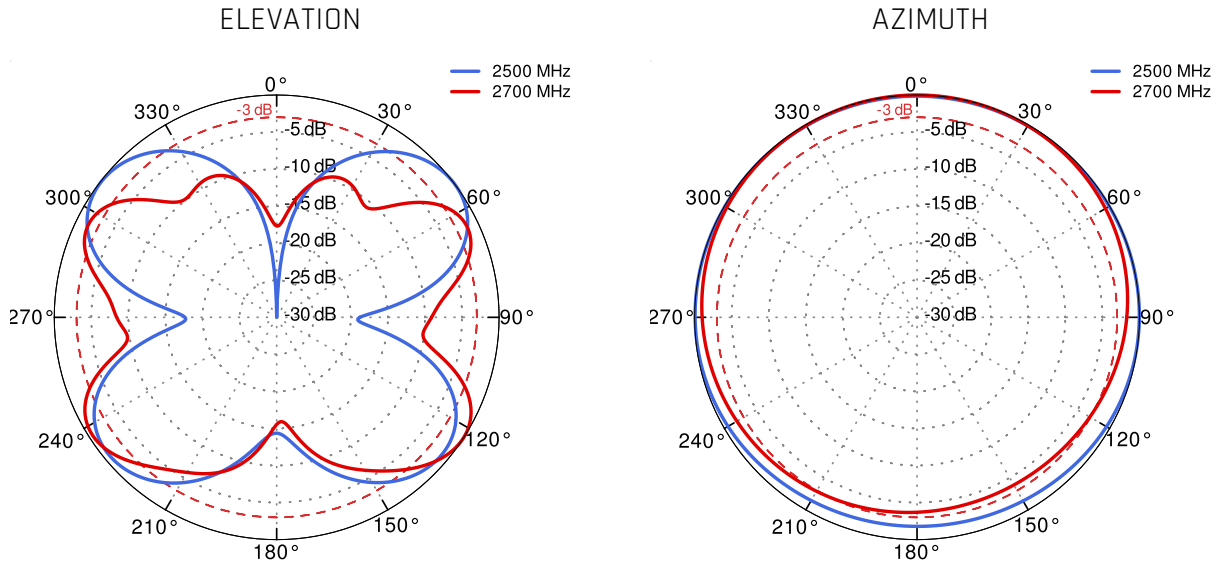 ELEVATION
2500 MHz
2700 MHz
0°
330°
-3 dB
30°
-5 dB
-10 dB
300°
60°
-15 dB
-20 dB
-25 dB
270°
-30 dB
90°
240°
120°
210°
150°
180°
AZIMUTH
2500 MHz
2700 MHz
0°
330°
-3 dB
30°
-5 dB
-10 dB
300°
60°
-15 dB
-20 dB
-25 dB
270°
-30 dB
90°
240°
120°
210°
150°
180°